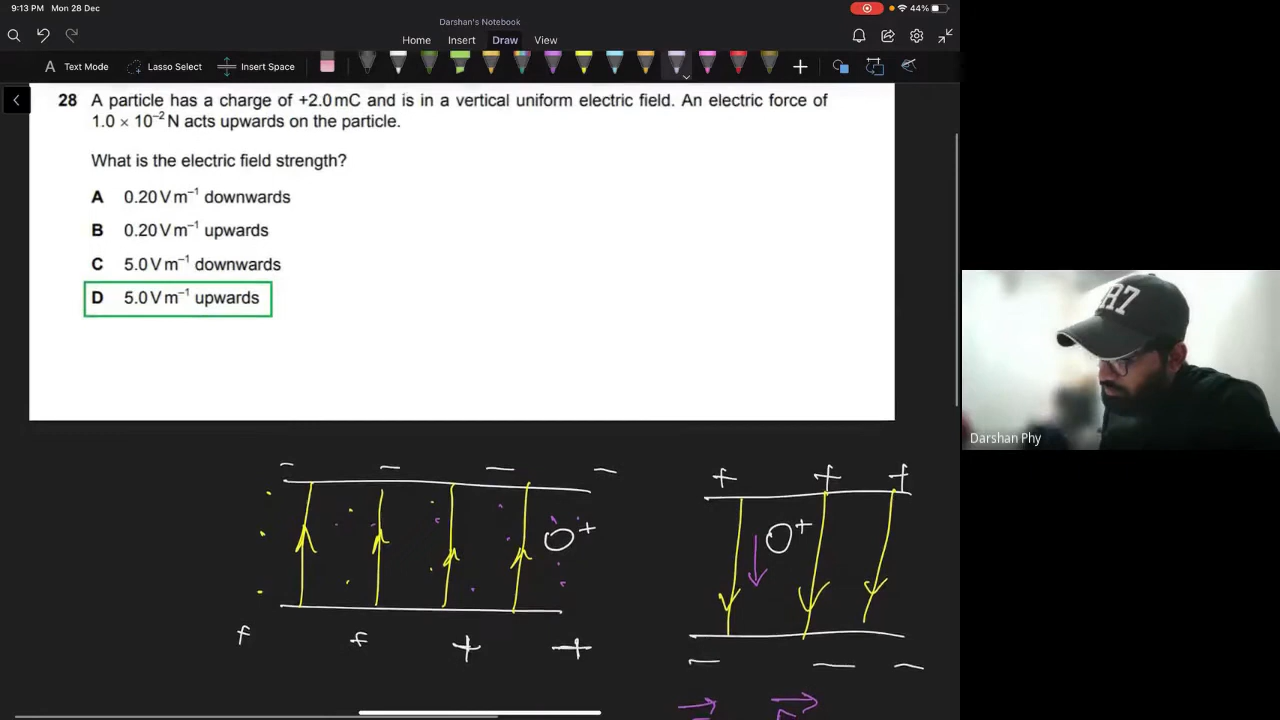 9:13 PM Mon 28 Dec
44%
Darshan's Notebook
Home Insert Draw View
A Text Mode Lasso Select Insert Space
28 A particle has a charge of +2.0 mC and is in a vertical uniform electric field. An electric force of
1.0 × 10⁻² N acts upwards on the particle.
What is the electric field strength?
A 0.20 V m⁻¹ downwards
B 0.20 V m⁻¹ upwards
C 5.0 V m⁻¹ downwards
D 5.0 V m⁻¹ upwards
A7
Darshan Phy
− − − −
+ + +
O+
O+
+ + + +
− − −